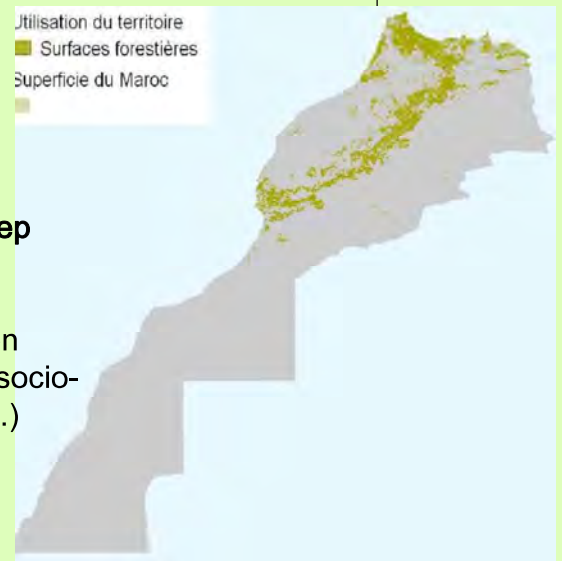 Utilisation du territoire
Surfaces forestières
Superficie du Maroc
ep
n
socio-
.)